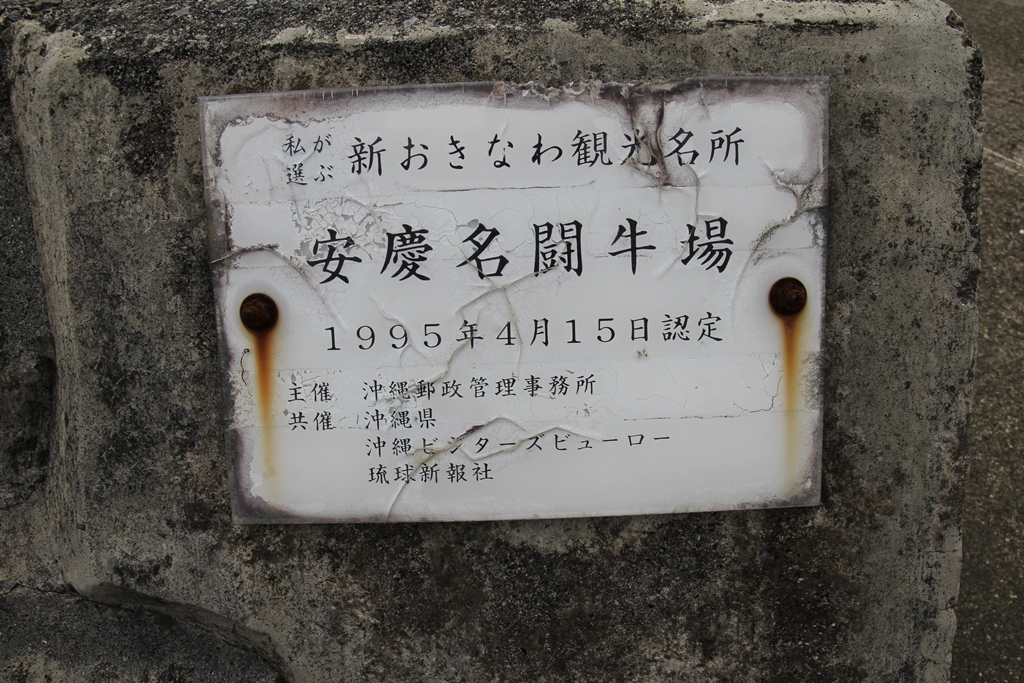 私が選ぶ 新おきなわ観光名所
安慶名闘牛場
1995年4月15日認定
主催 沖縄郵政管理事務所
共催 沖縄県
沖縄ビジターズビューロー
琉球新報社